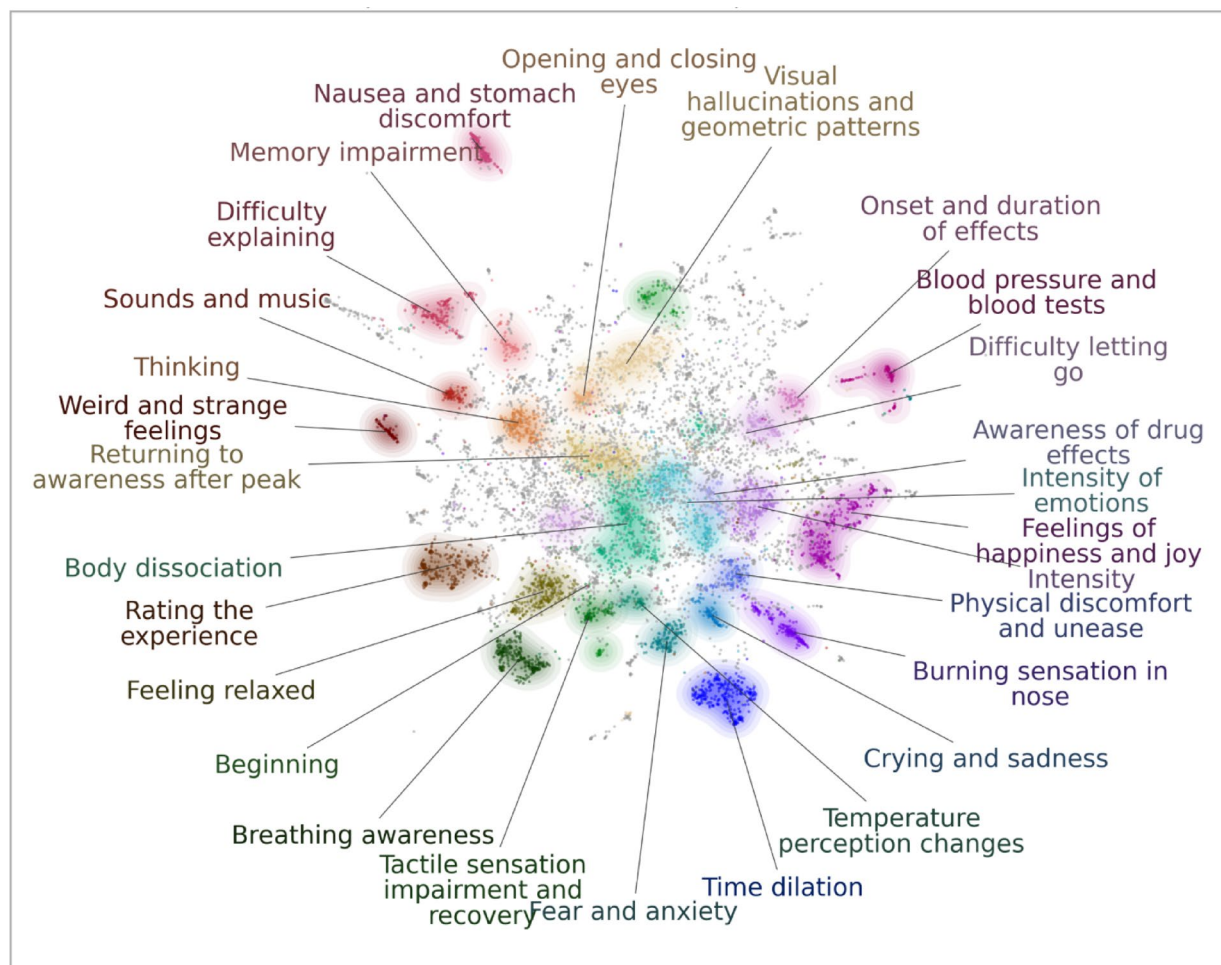 Opening and closing
eyes
Visual
hallucinations and
geometric patterns
Nausea and stomach
discomfort
Memory impairment
Difficulty
explaining
Onset and duration
of effects
Sounds and music
Blood pressure and
blood tests
Thinking
Difficulty letting
go
Weird and strange
feelings
Returning to
awareness after peak
Awareness of drug
effects
Intensity of
emotions
Feelings of
happiness and joy
Intensity
Body dissociation
Rating the
experience
Physical discomfort
and unease
Feeling relaxed
Burning sensation in
nose
Beginning
Crying and sadness
Breathing awareness
Temperature
perception changes
Tactile sensation
impairment and
recovery
Time dilation
Fear and anxiety